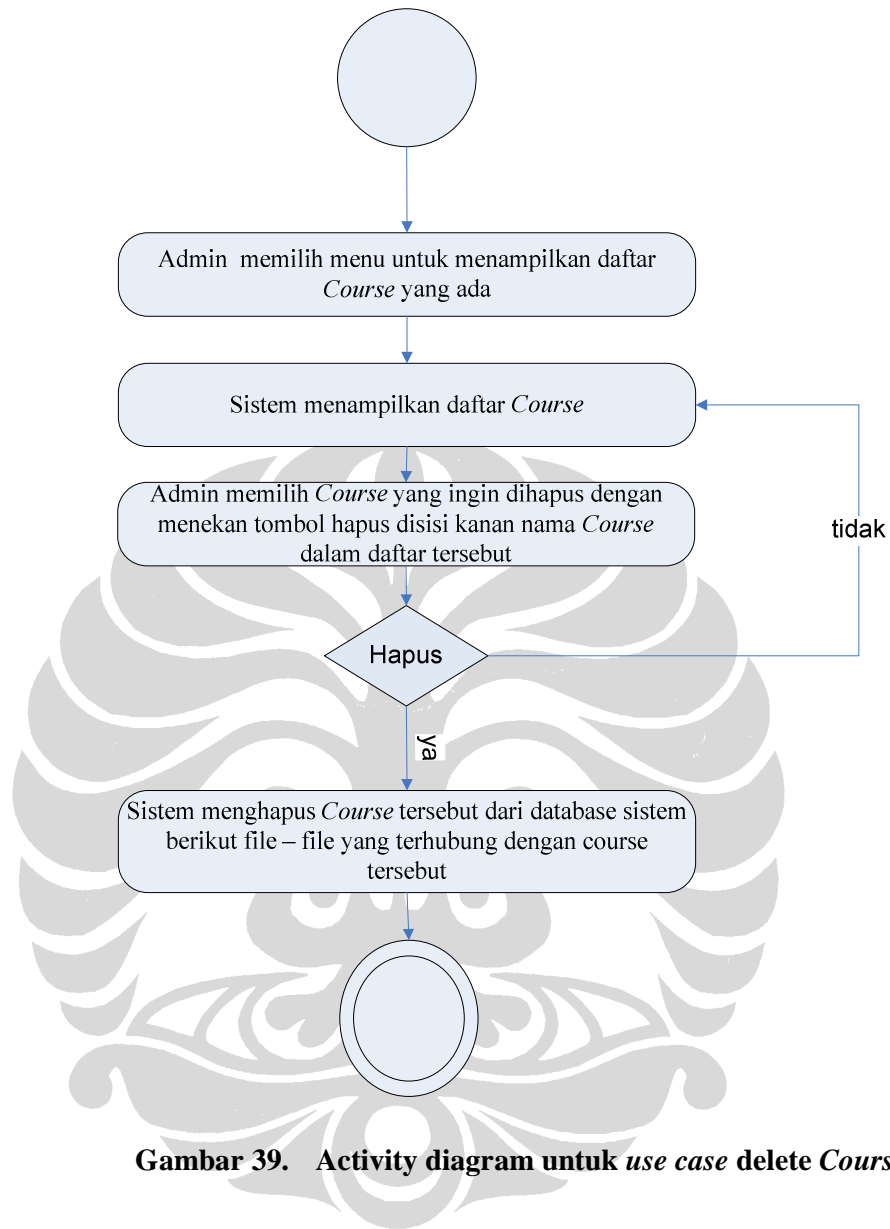 Admin memilih menu untuk menampilkan daftar
Course yang ada
Sistem menampilkan daftar Course
Admin memilih Course yang ingin dihapus dengan
menekan tombol hapus disisi kanan nama Course
dalam daftar tersebut
tidak
Hapus
ya
Sistem menghapus Course tersebut dari database sistem
berikut file – file yang terhubung dengan course
tersebut
Gambar 39. Activity diagram untuk use case delete Cours